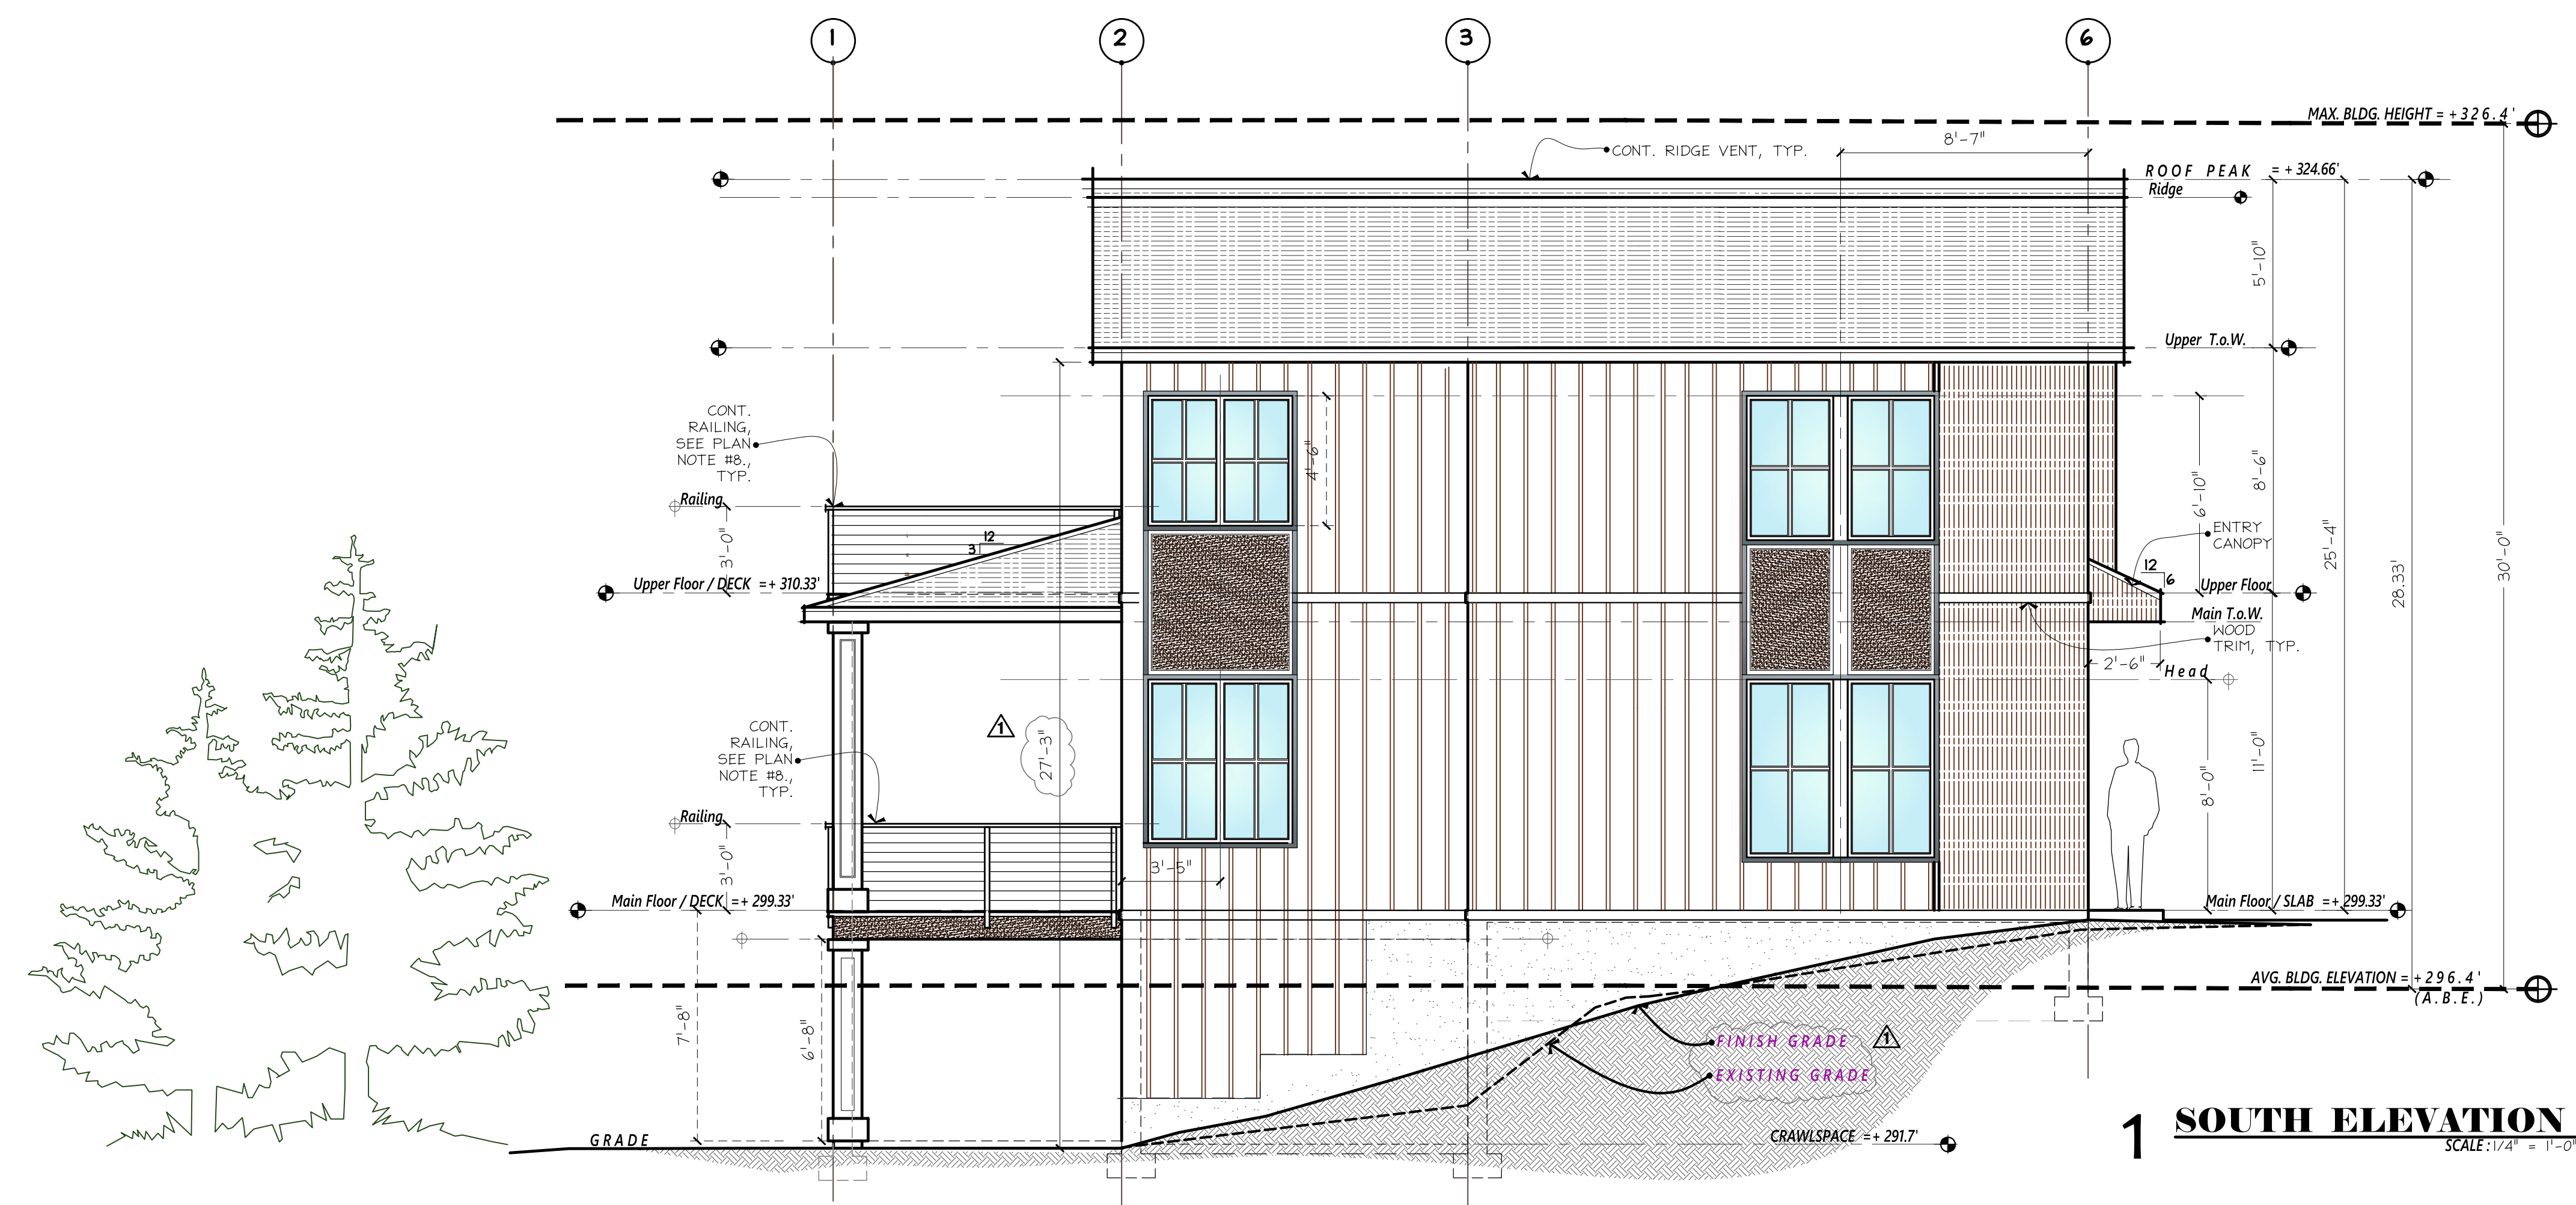 1
2
3
6
MAX. BLDG. HEIGHT = +326.4'
8'-7"
CONT. RIDGE VENT, TYP.
ROOF PEAK = + 324.66'
Ridge
5'-10"
Upper T.o.W.
CONT.
RAILING,
SEE PLAN
NOTE #8.,
TYP.
4'-6"
8'-6"
6'-10"
Railing
3'-0"
12
3
ENTRY
CANOPY
25'-4"
28.33'
30'-0"
12
6
Upper Floor / DECK =+ 310.33'
Upper Floor
Main T.o.W.
WOOD
TRIM, TYP.
2'-6"
Head
CONT.
RAILING,
SEE PLAN
NOTE #8.,
TYP.
1
27'-3"
11'-0"
8'-0"
Railing
3'-0"
3'-5"
Main Floor / DECK =+ 299.33'
Main Floor / SLAB =+ 299.33'
AVG. BLDG. ELEVATION = +296.4'
(A.B.E.)
7'-8"
6'-8"
FINISH GRADE
1
EXISTING GRADE
GRADE
CRAWLSPACE =+ 291.7'
1 SOUTH ELEVATION
SCALE: 1/4" = 1'-0"